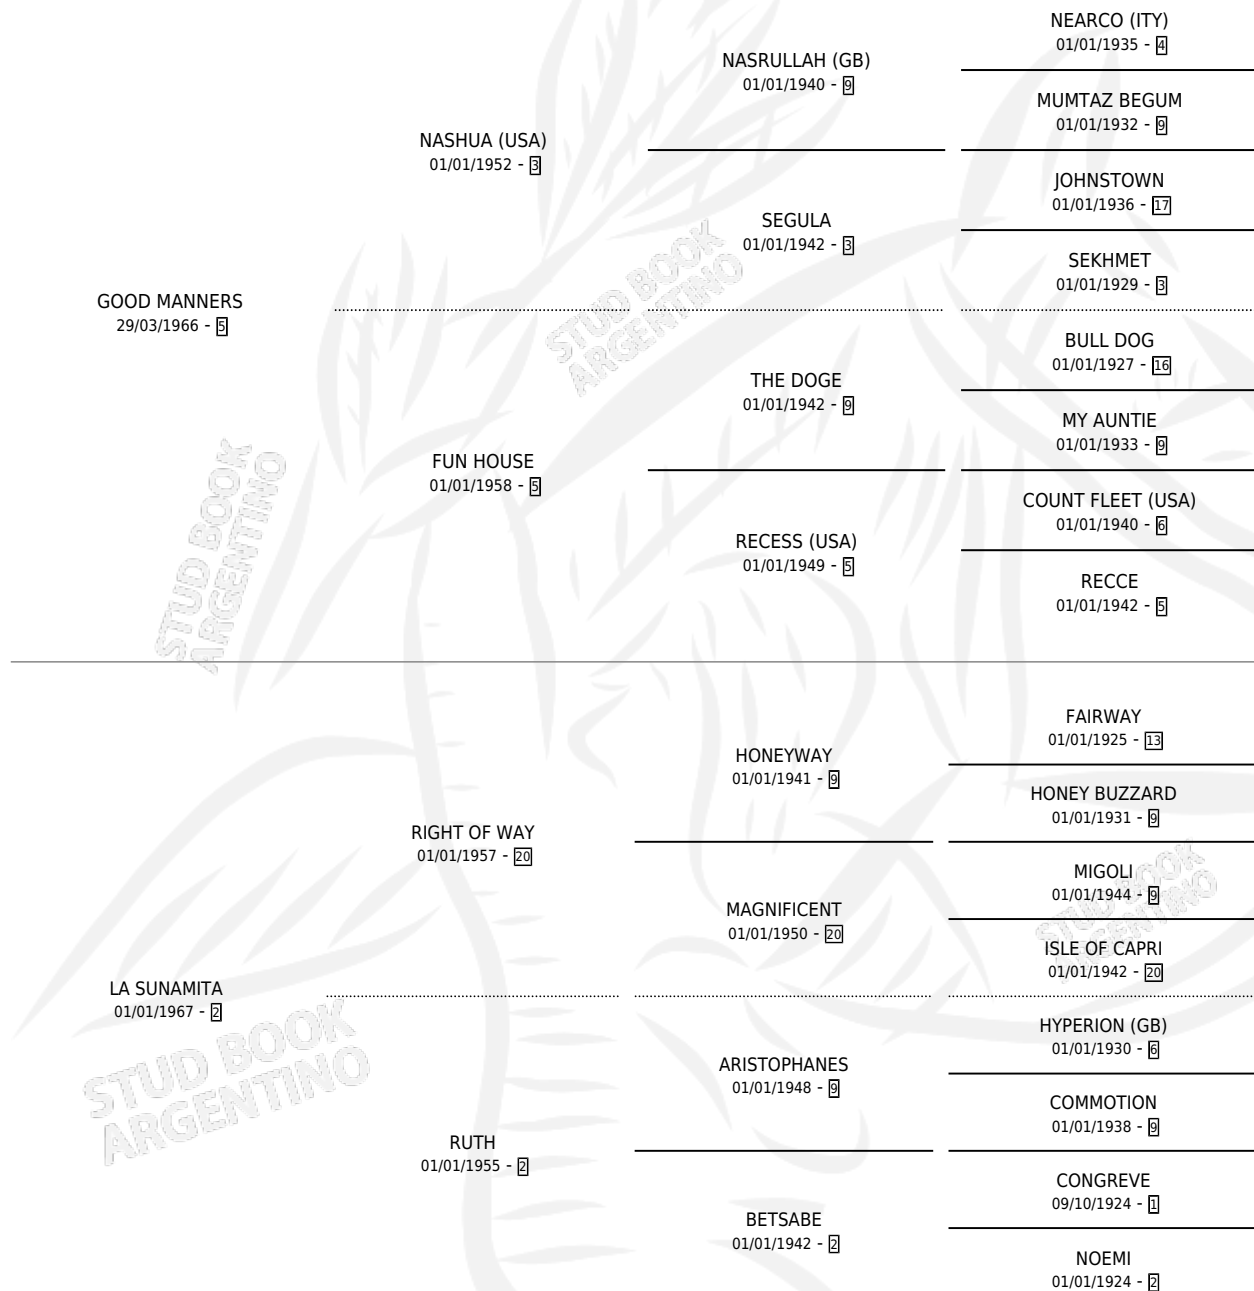 GOOD MANNERS
29/03/1966 - 5
NASHUA (USA)
01/01/1952 - 3
FUN HOUSE
01/01/1958 - 5
NASRULLAH (GB)
01/01/1940 - 9
SEGULA
01/01/1942 - 3
THE DOGE
01/01/1942 - 9
RECESS (USA)
01/01/1949 - 5
NEARCO (ITY)
01/01/1935 - 4
MUMTAZ BEGUM
01/01/1932 - 9
JOHNSTOWN
01/01/1936 - 17
SEKHMET
01/01/1929 - 3
BULL DOG
01/01/1927 - 16
MY AUNTIE
01/01/1933 - 9
COUNT FLEET (USA)
01/01/1940 - 6
RECCE
01/01/1942 - 5
LA SUNAMITA
01/01/1967 - 2
RIGHT OF WAY
01/01/1957 - 20
RUTH
01/01/1955 - 2
HONEYWAY
01/01/1941 - 9
MAGNIFICENT
01/01/1950 - 20
ARISTOPHANES
01/01/1948 - 9
BETSABE
01/01/1942 - 2
FAIRWAY
01/01/1925 - 13
HONEY BUZZARD
01/01/1931 - 9
MIGOLI
01/01/1944 - 9
ISLE OF CAPRI
01/01/1942 - 20
HYPERION (GB)
01/01/1930 - 6
COMMOTION
01/01/1938 - 9
CONGREVE
09/10/1924 - 1
NOEMI
01/01/1924 - 2
STUD BOOK
ARGENTINO
STUD BOOK
ARGENTINO
STUD BOOK
ARGENTINO
STUD BOOK
ARGENTINO